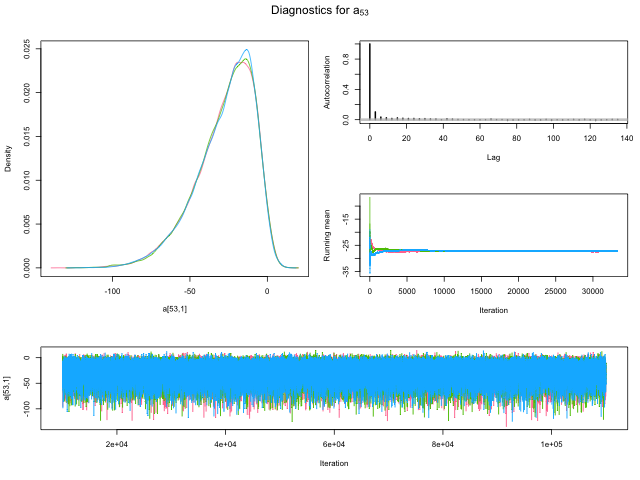 Diagnostics for a53
Density
0.000
0.005
0.010
0.015
0.020
0.025
-100
-50
0
a[53,1]
Autocorrelation
0.0
0.4
0.8
0
20
40
60
80
100
120
140
Lag
Running mean
-35
-25
-15
0
5000
10000
15000
20000
25000
30000
Iteration
a[53,1]
-100
-50
0
2e+04
4e+04
6e+04
8e+04
1e+05
Iteration